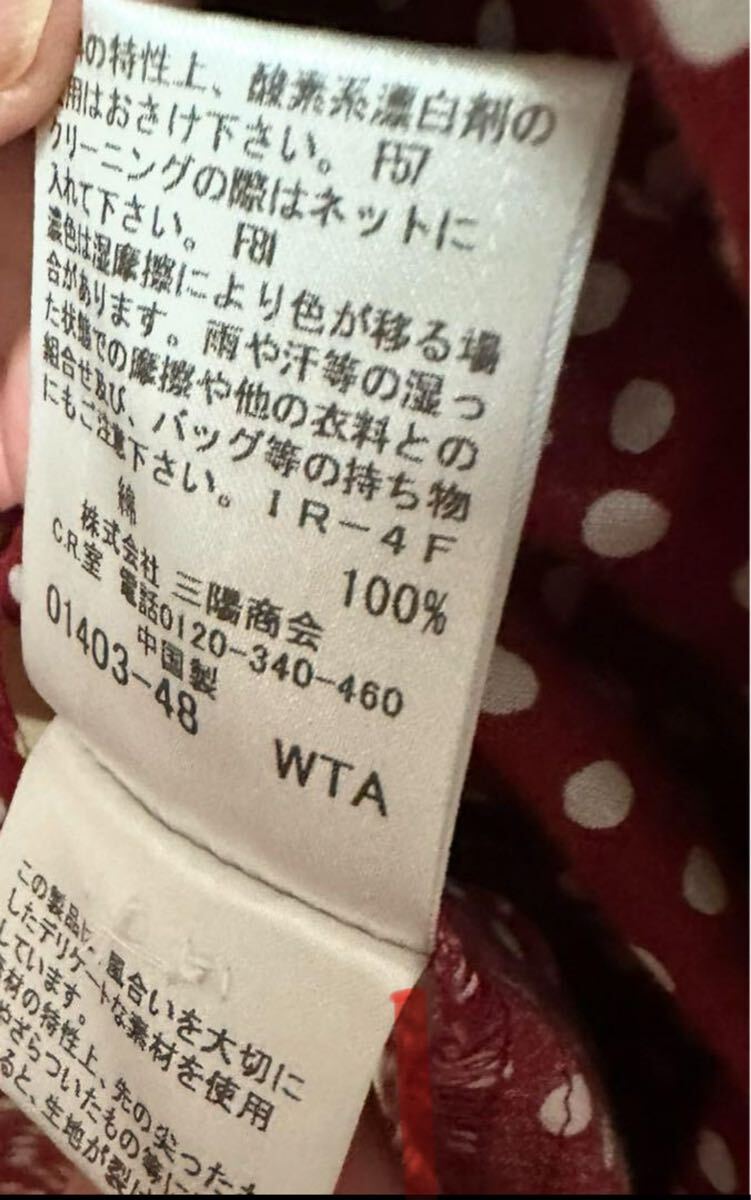 の特性上、酸素系漂白剤の
用はおさけ下さい。 F57
クリーニングの際はネットに
入れて下さい。 F81
濃色は湿摩擦により色が移る場
合があります。雨や汗等の湿っ
た状態での摩擦や他の衣料との
組合せ及び、バッグ等の持ち物
にもご注意下さい。IR-4F
綿 100%
株式会社 三陽商会
C.R.室 電話0120-340-460
中国製
01403-48 WTA
この製品は、風合いを大切に
したデリケートな素材を使用
しています。
素材の特性上、先の尖ったも
やざらついたもの等に
ると、生地が裂け